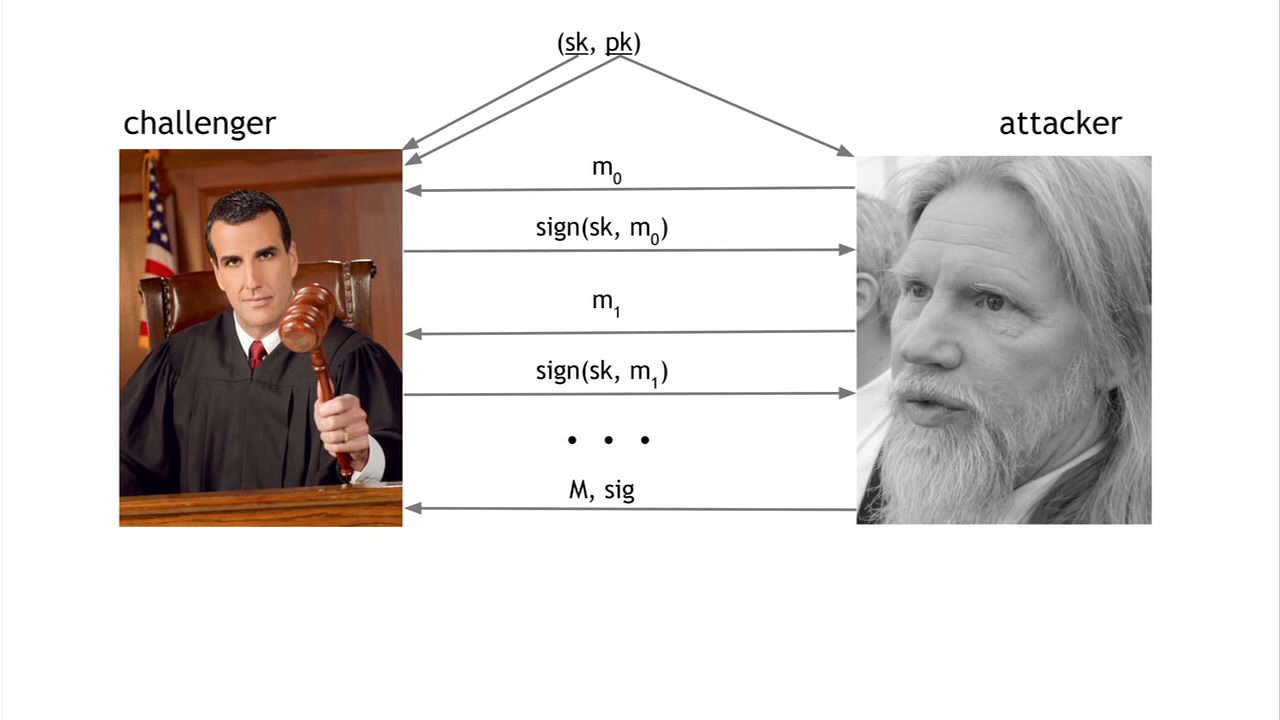 (sk, pk)
challenger
attacker
m0
sign(sk, m0)
m1
sign(sk, m1)
• • •
M, sig